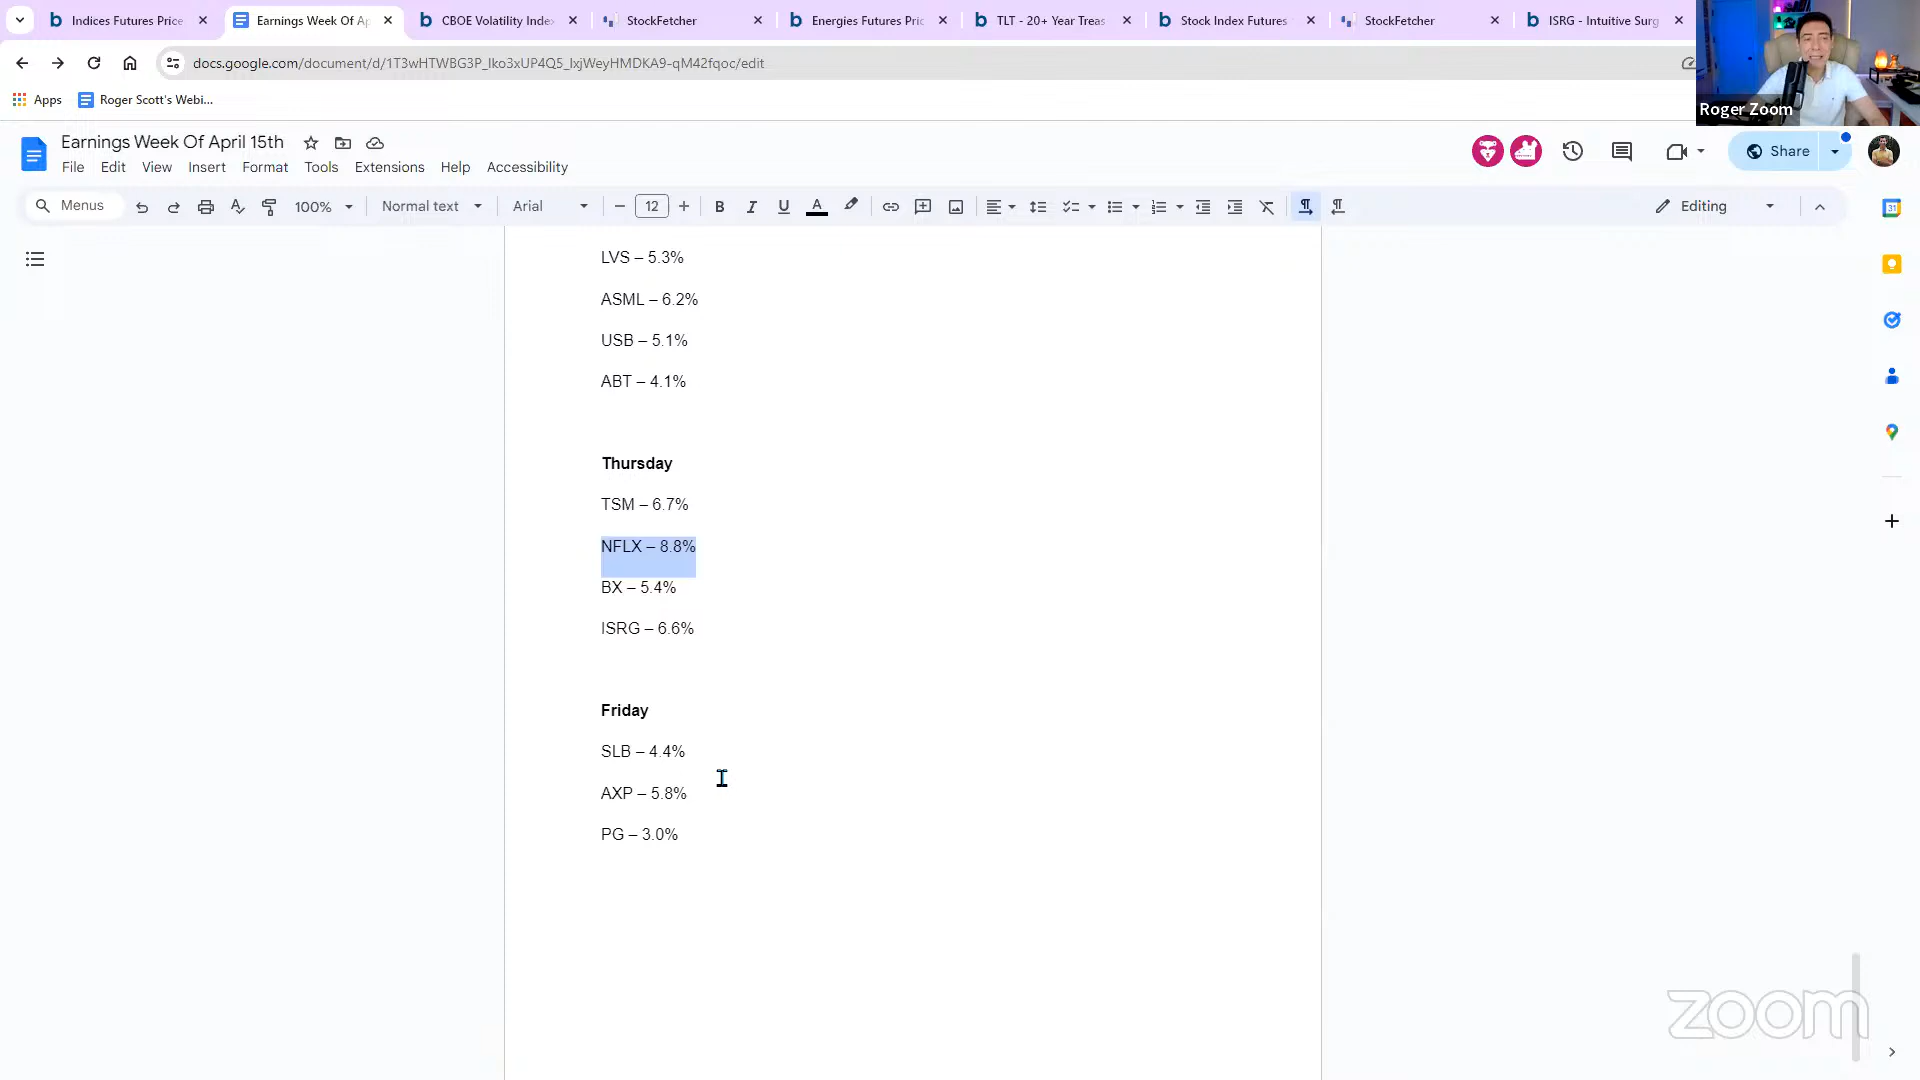 Indices Futures Price
Earnings Week Of Ap
CBOE Volatility Index
StockFetcher
Energies Futures Pric
TLT - 20+ Year Treas
Stock Index Futures
StockFetcher
ISRG - Intuitive Surg
docs.google.com/document/d/1T3wHTWBG3P_Iko3xUP4Q5_IxjWeyHMDKA9-qM42fqoc/edit
Apps
Roger Scott's Webi...
Roger Zoom
Earnings Week Of April 15th
File Edit View Insert Format Tools Extensions Help Accessibility
Share
Menus
100%
Normal text
Arial
12
Editing
31
LVS – 5.3%
ASML – 6.2%
USB – 5.1%
ABT – 4.1%
Thursday
TSM – 6.7%
NFLX – 8.8%
BX – 5.4%
ISRG – 6.6%
Friday
SLB – 4.4%
AXP – 5.8%
PG – 3.0%
zoom